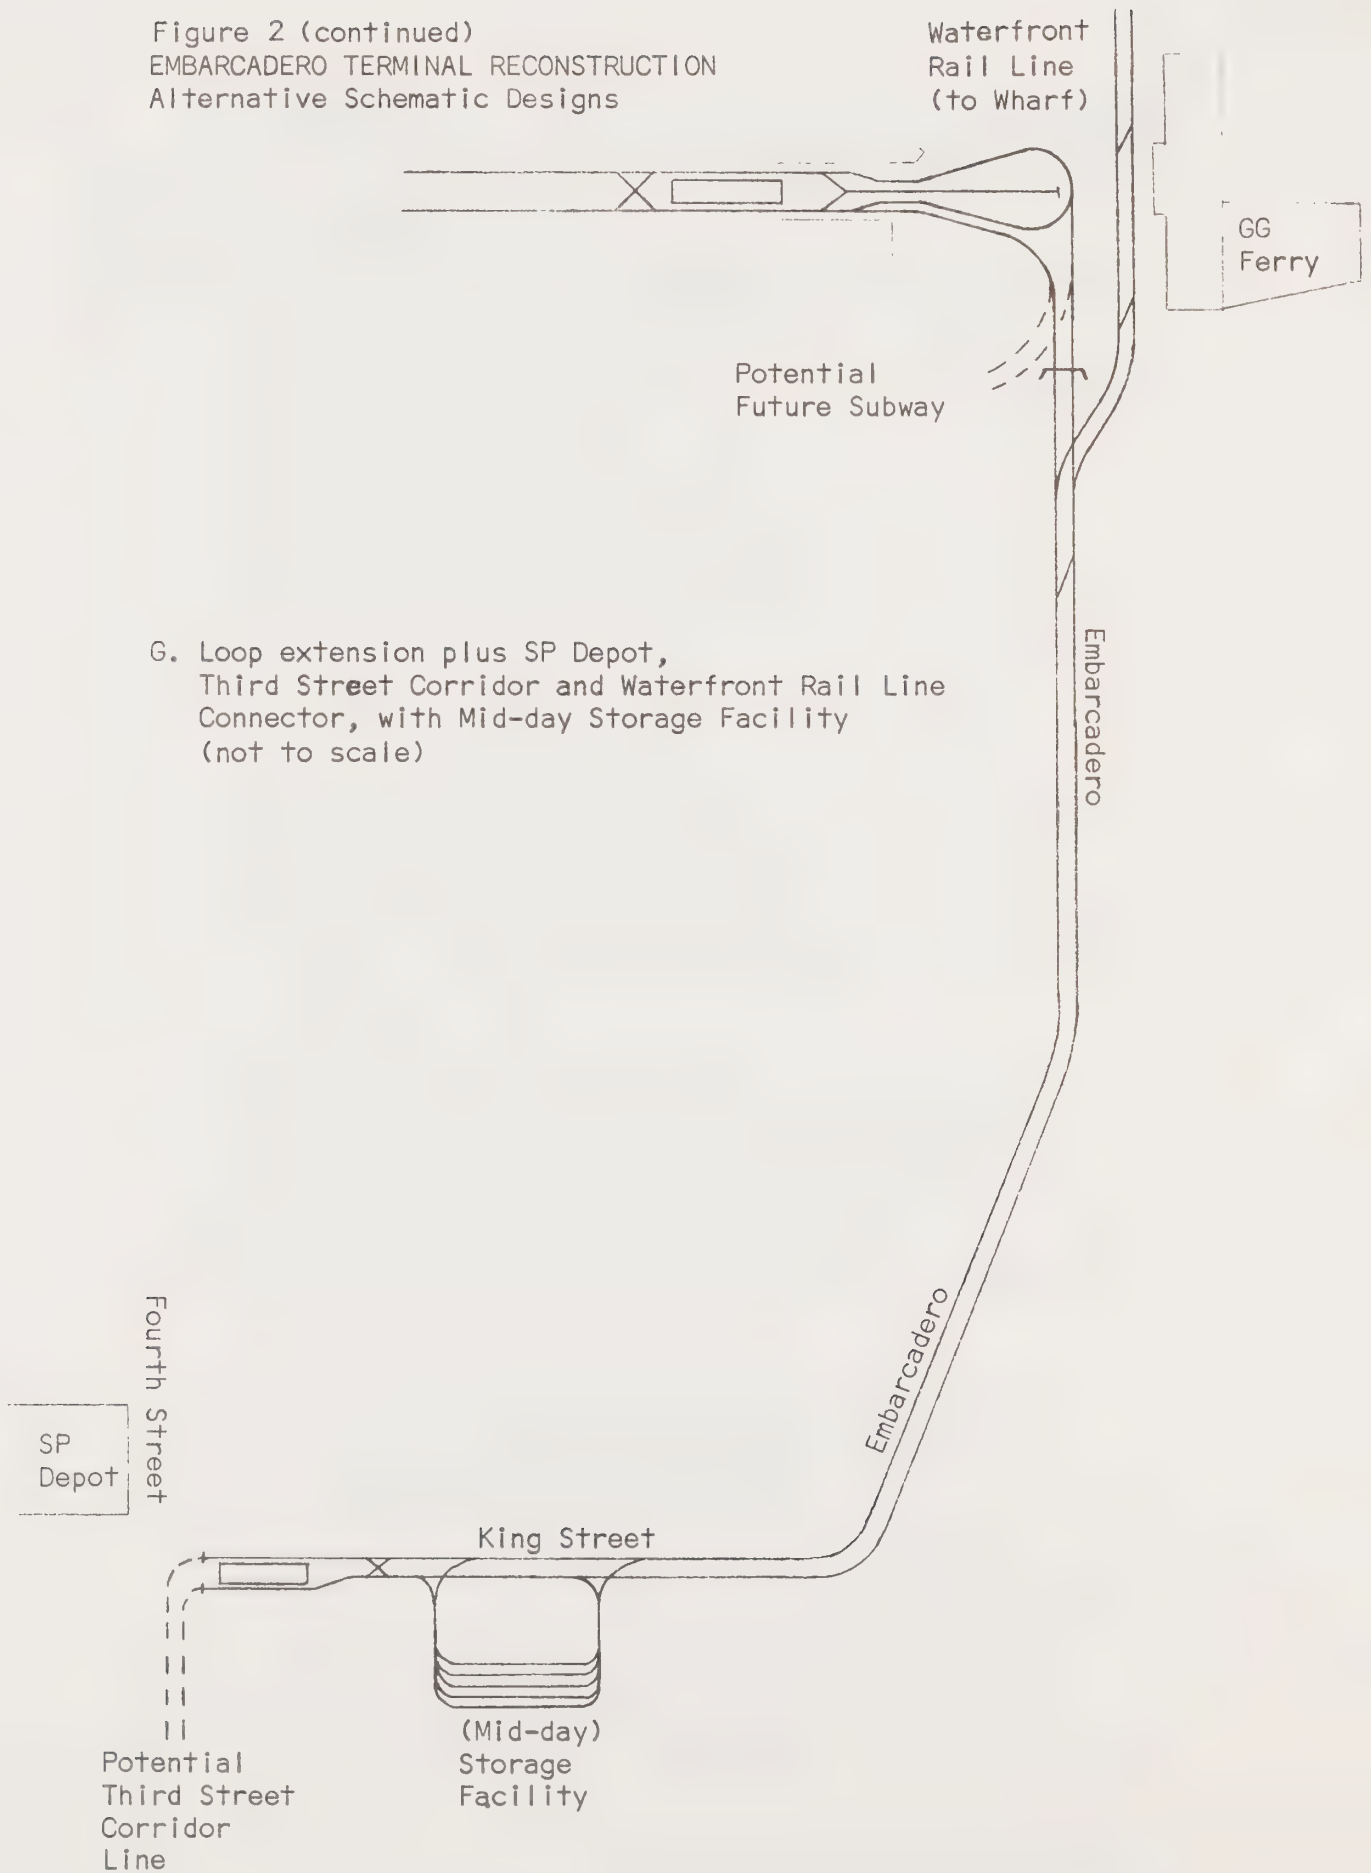 Figure 2 (continued)
EMBARCADERO TERMINAL RECONSTRUCTION
Alternative Schematic Designs
Waterfront
Rail Line
(to Wharf)
GG
Ferry
Potential
Future Subway
G. Loop extension plus SP Depot,
Third Street Corridor and Waterfront Rail Line
Connector, with Mid-day Storage Facility
(not to scale)
Embarcadero
Embarcadero
Fourth Street
SP
Depot
King Street
(Mid-day)
Storage
Facility
Potential
Third Street
Corridor
Line